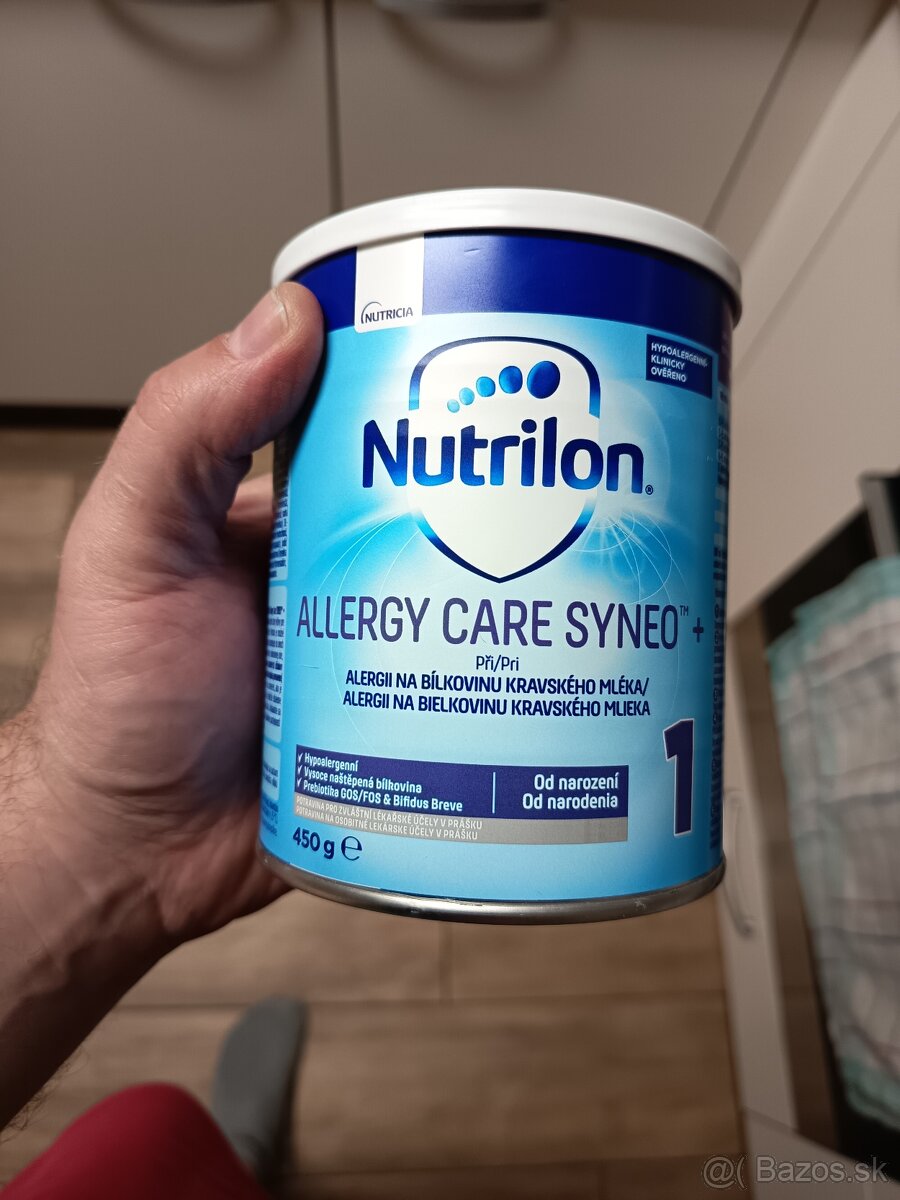 NUTRICIA
HYPOALERGENNÍ-
KLINICKY
OVĚŘENO
Nutrilon®
ALLERGY CARE SYNEO™+
Při/Pri
ALERGII NA BÍLKOVINU KRAVSKÉHO MLÉKA/
ALERGII NA BIELKOVINU KRAVSKÉHO MLIEKA
1
✓ Hypoalergenní
✓ Vysoce naštěpená bílkovina
✓ Prebiotika GOS/FOS & Bifidus Breve
Od narození
Od narodenia
POTRAVINA PRO ZVLÁŠTNÍ LÉKAŘSKÉ ÚČELY V PRÁŠKU
POTRAVINA NA OSOBITNÉ LEKÁRSKE ÚČELY V PRÁŠKU
450 g ℮
@( Bazos.sk